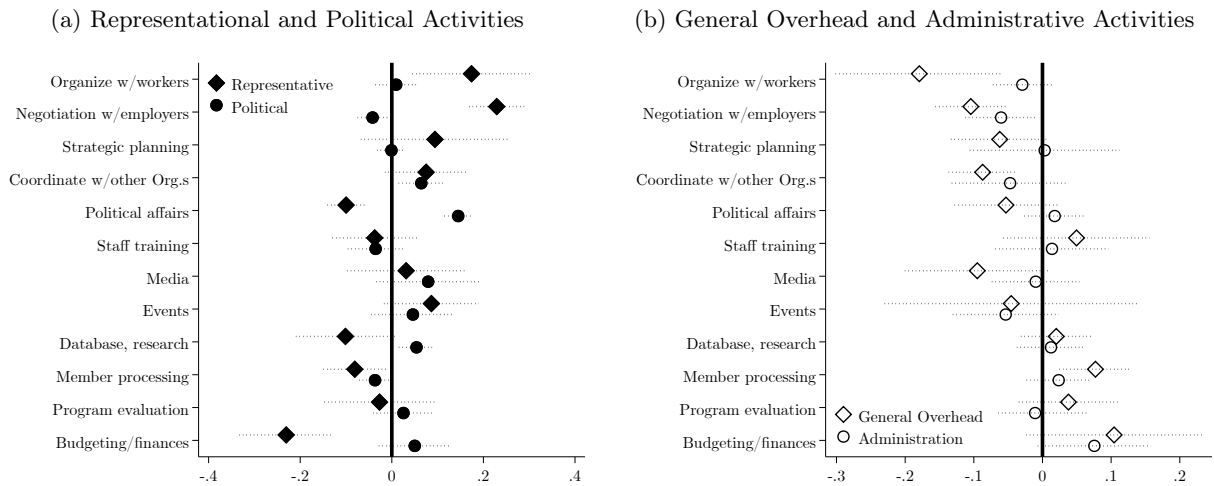 (a) Representational and Political Activities
Organize w/workers
Negotiation w/employers
Strategic planning
Coordinate w/other Org.s
Political affairs
Staff training
Media
Events
Database, research
Member processing
Program evaluation
Budgeting/finances
Representative
Political
-.4 -.2 0 .2 .4
(b) General Overhead and Administrative Activities
Organize w/workers
Negotiation w/employers
Strategic planning
Coordinate w/other Org.s
Political affairs
Staff training
Media
Events
Database, research
Member processing
Program evaluation
Budgeting/finances
General Overhead
Administration
-.3 -.2 -.1 0 .1 .2